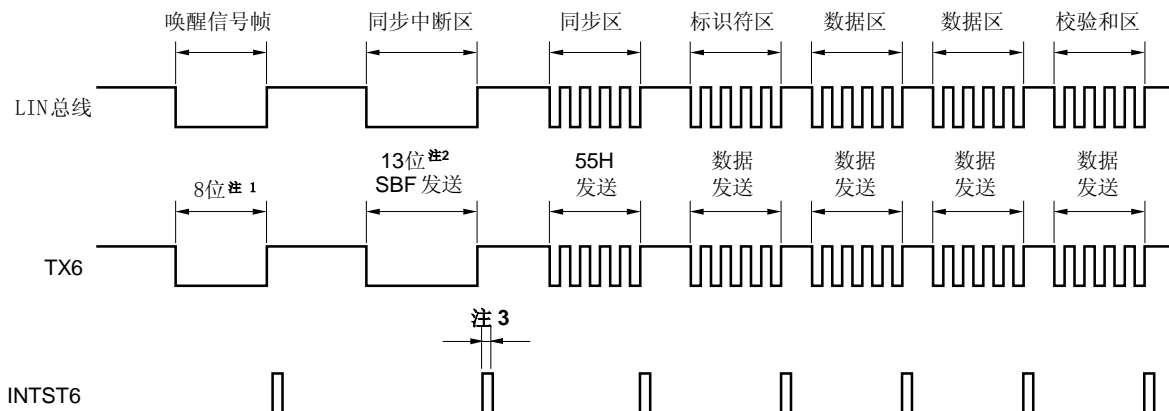 唤醒信号帧 同步中断区 同步区 标识符区 数据区 数据区 校验和区
LIN总线
8位注 1 13位注2 55H 数据 数据 数据 数据
SBF发送 发送 发送 发送 发送 发送
TX6
注 3
INTST6